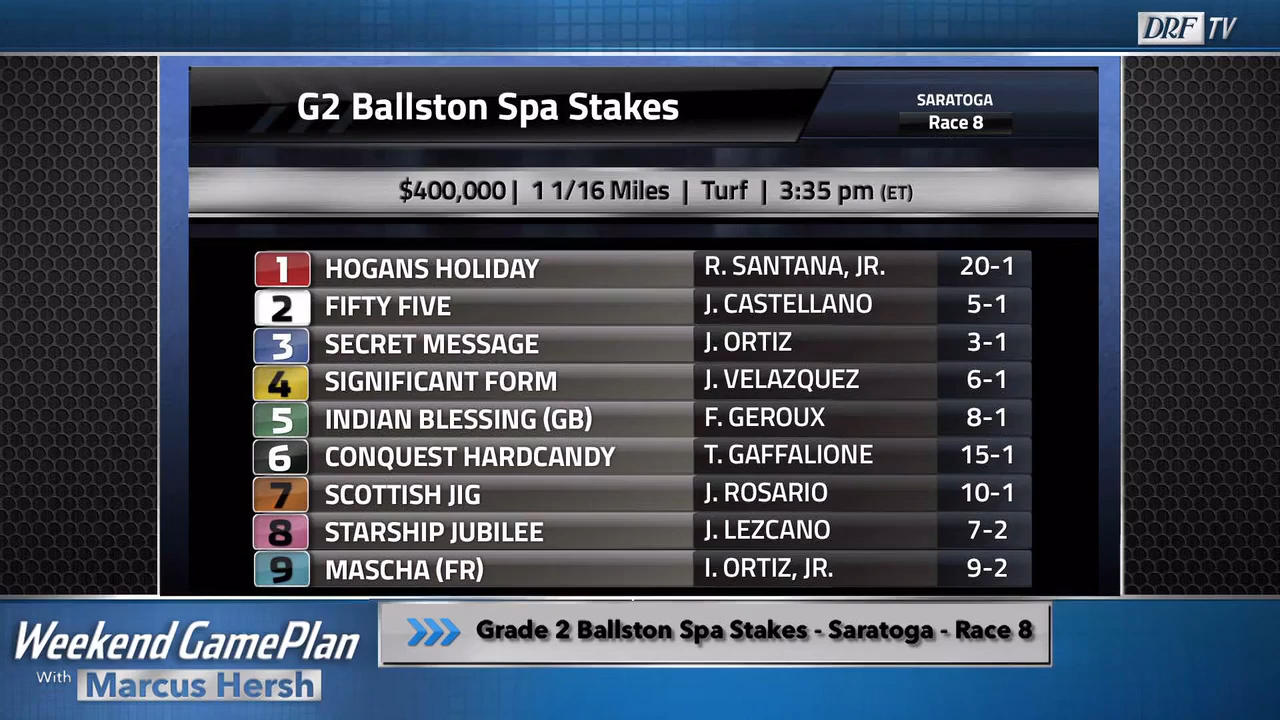 DRF TV
G2 Ballston Spa Stakes
SARATOGA
Race 8
$400,000 | 1 1/16 Miles | Turf | 3:35 pm (ET)
1 HOGANS HOLIDAY R. SANTANA, JR. 20-1
2 FIFTY FIVE J. CASTELLANO 5-1
3 SECRET MESSAGE J. ORTIZ 3-1
4 SIGNIFICANT FORM J. VELAZQUEZ 6-1
5 INDIAN BLESSING (GB) F. GEROUX 8-1
6 CONQUEST HARDCANDY T. GAFFALIONE 15-1
7 SCOTTISH JIG J. ROSARIO 10-1
8 STARSHIP JUBILEE J. LEZCANO 7-2
9 MASCHA (FR) I. ORTIZ, JR. 9-2
Weekend GamePlan
With Marcus Hersh
Grade 2 Ballston Spa Stakes - Saratoga - Race 8